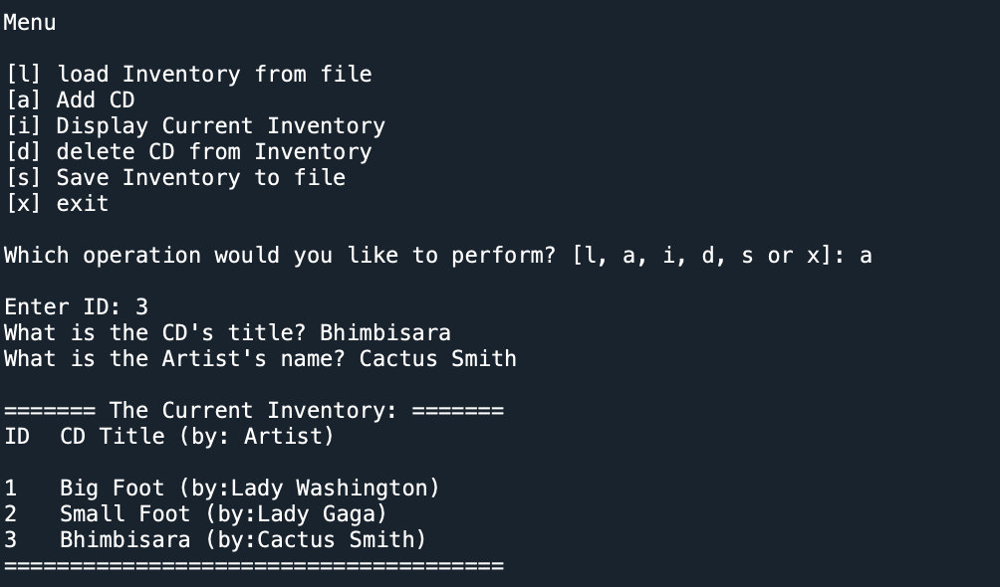 Menu
[l] load Inventory from file
[a] Add CD
[i] Display Current Inventory
[d] delete CD from Inventory
[s] Save Inventory to file
[x] exit
Which operation would you like to perform? [l, a, i, d, s or x]: a
Enter ID: 3
What is the CD's title? Bhimbisara
What is the Artist's name? Cactus Smith
======= The Current Inventory: =======
ID  CD Title (by: Artist)
1   Big Foot (by:Lady Washington)
2   Small Foot (by:Lady Gaga)
3   Bhimbisara (by:Cactus Smith)
======================================